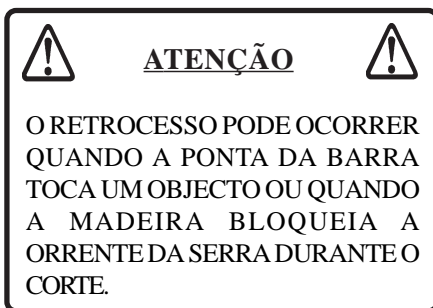 ATENÇÃO
O RETROCESSO PODE OCORRER
QUANDO A PONTA DA BARRA
TOCA UM OBJECTO OU QUANDO
A MADEIRA BLOQUEIA A
ORRENTE DA SERRA DURANTE O
CORTE.